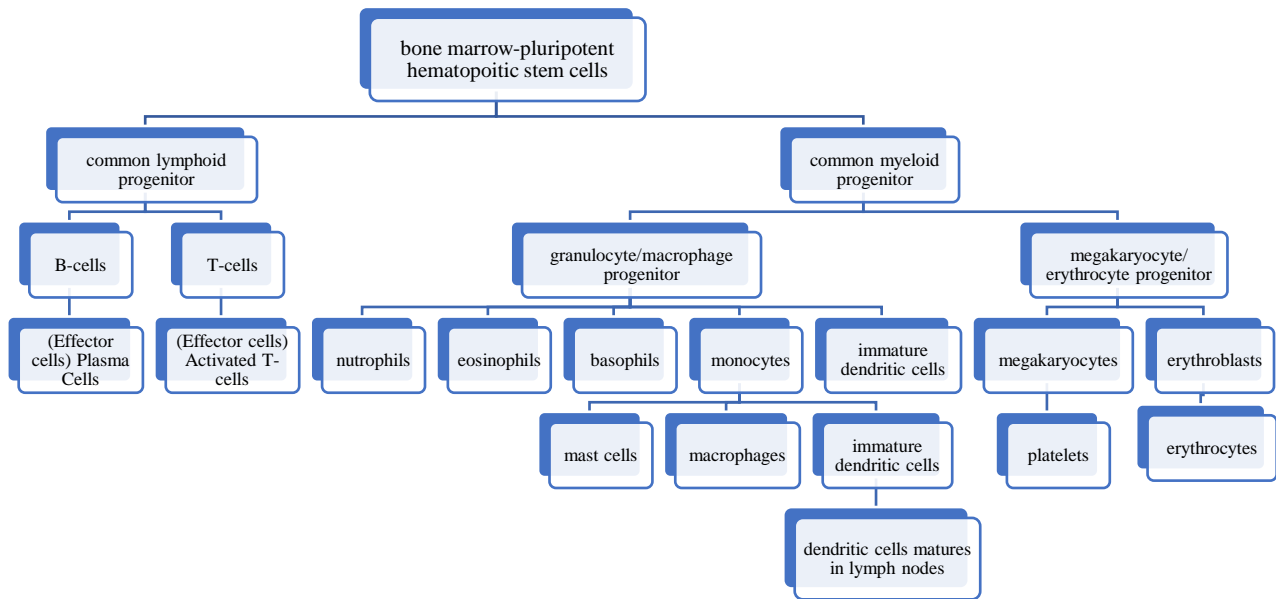 bone marrow-pluripotent
hematopoitic stem cells
common lymphoid
progenitor
common myeloid
progenitor
B-cells
T-cells
granulocyte/macrophage
progenitor
megakaryocyte/
erythrocyte progenitor
(Effector
cells) Plasma
Cells
(Effector cells)
Activated T-
cells
nutrophils
eosinophils
basophils
monocytes
immature
dendritic cells
megakaryocytes
erythroblasts
mast cells
macrophages
immature
dendritic cells
platelets
erythrocytes
dendritic cells matures
in lymph nodes